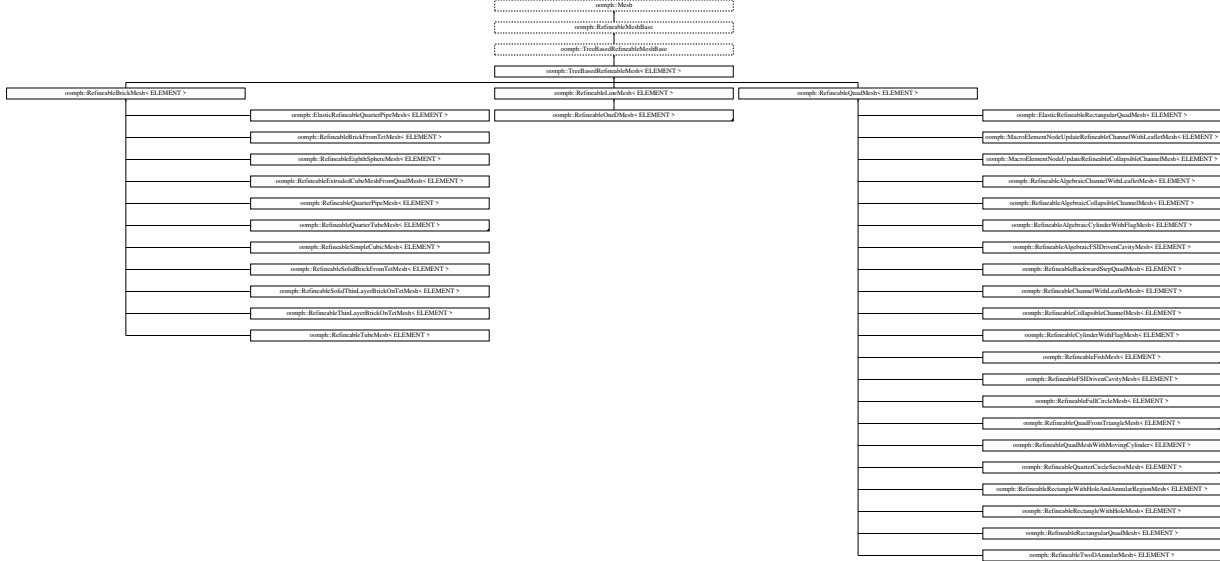 oomph::Mesh
oomph::RefineableMeshBase
oomph::TreeBasedRefineableMeshBase
oomph::TreeBasedRefineableMesh< ELEMENT >
oomph::RefineableBrickMesh< ELEMENT >
oomph::RefineableLineMesh< ELEMENT >
oomph::RefineableQuadMesh< ELEMENT >
oomph::ElasticRefineableQuarterPipeMesh< ELEMENT >
oomph::RefineableBrickFromTetMesh< ELEMENT >
oomph::RefineableEighthSphereMesh< ELEMENT >
oomph::RefineableExtrudedCubeMeshFromQuadMesh< ELEMENT >
oomph::RefineableQuarterPipeMesh< ELEMENT >
oomph::RefineableQuarterTubeMesh< ELEMENT >
oomph::RefineableSimpleCubicMesh< ELEMENT >
oomph::RefineableSolidBrickFromTetMesh< ELEMENT >
oomph::RefineableSolidThinLayerBrickOnTetMesh< ELEMENT >
oomph::RefineableThinLayerBrickOnTetMesh< ELEMENT >
oomph::RefineableTubeMesh< ELEMENT >
oomph::RefineableOneDMesh< ELEMENT >
oomph::ElasticRefineableRectangularQuadMesh< ELEMENT >
oomph::MacroElementNodeUpdateRefineableChannelWithLeafletMesh< ELEMENT >
oomph::MacroElementNodeUpdateRefineableCollapsibleChannelMesh< ELEMENT >
oomph::RefineableAlgebraicChannelWithLeafletMesh< ELEMENT >
oomph::RefineableAlgebraicCollapsibleChannelMesh< ELEMENT >
oomph::RefineableAlgebraicCylinderWithFlagMesh< ELEMENT >
oomph::RefineableAlgebraicFSIDrivenCavityMesh< ELEMENT >
oomph::RefineableBackwardStepQuadMesh< ELEMENT >
oomph::RefineableChannelWithLeafletMesh< ELEMENT >
oomph::RefineableCollapsibleChannelMesh< ELEMENT >
oomph::RefineableCylinderWithFlagMesh< ELEMENT >
oomph::RefineableFishMesh< ELEMENT >
oomph::RefineableFSIDrivenCavityMesh< ELEMENT >
oomph::RefineableFullCircleMesh< ELEMENT >
oomph::RefineableQuadFromTriangleMesh< ELEMENT >
oomph::RefineableQuadMeshWithMovingCylinder< ELEMENT >
oomph::RefineableQuarterCircleSectorMesh< ELEMENT >
oomph::RefineableRectangleWithHoleAndAnnularRegionMesh< ELEMENT >
oomph::RefineableRectangleWithHoleMesh< ELEMENT >
oomph::RefineableRectangularQuadMesh< ELEMENT >
oomph::RefineableTwoDAnnularMesh< ELEMENT >